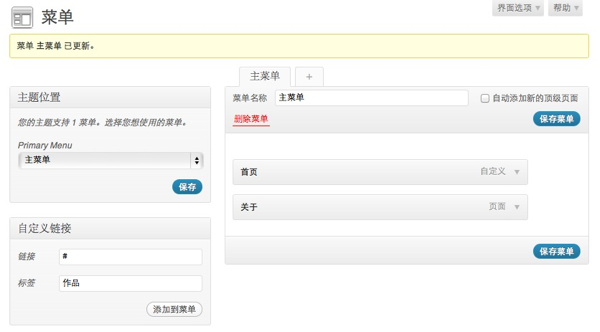 菜单
界面选项
帮助
菜单 主菜单 已更新。
主题位置
您的主题支持 1 菜单。选择您想使用的菜单。
Primary Menu
主菜单
保存
自定义链接
链接 #
标签 作品
添加到菜单
主菜单 +
菜单名称 主菜单 自动添加新的顶级页面
删除菜单 保存菜单
首页 自定义
关于 页面
保存菜单